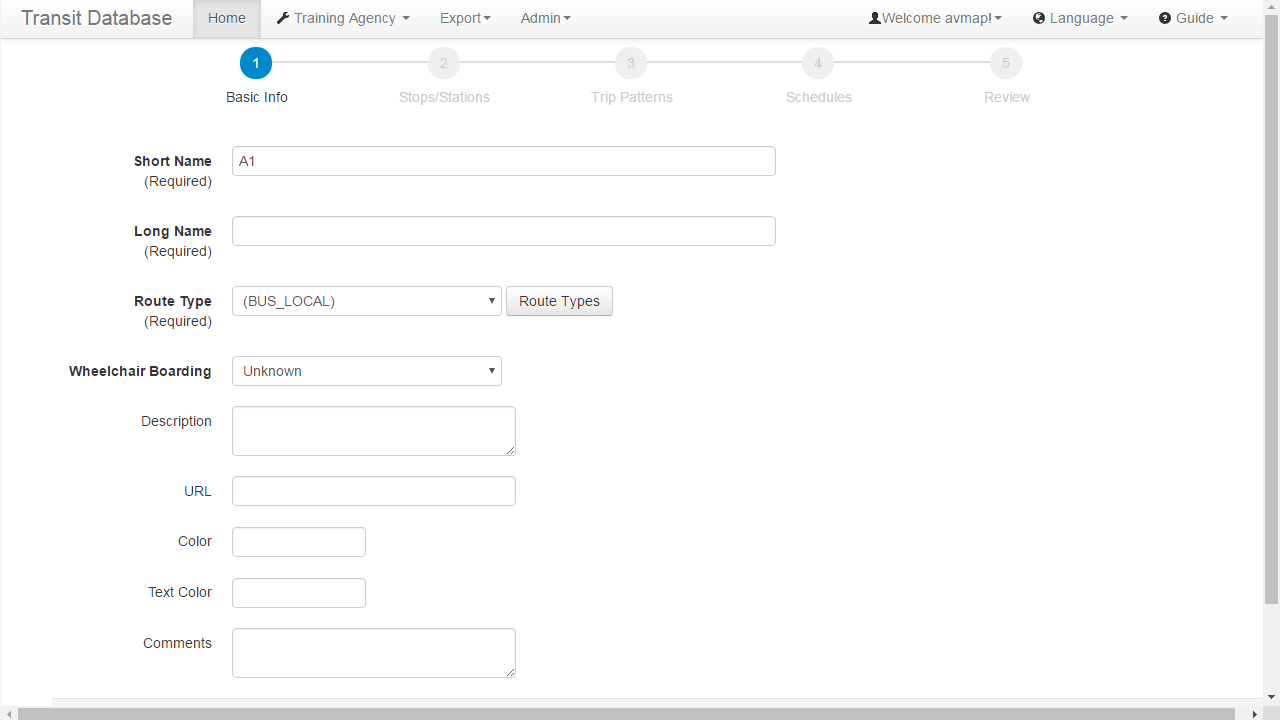 Transit Database Home Training Agency Export Admin Welcome avmap! Language Guide
1 2 3 4 5
Basic Info Stops/Stations Trip Patterns Schedules Review
Short Name A1
(Required)
Long Name
(Required)
Route Type (BUS_LOCAL) Route Types
(Required)
Wheelchair Boarding Unknown
Description
URL
Color
Text Color
Comments